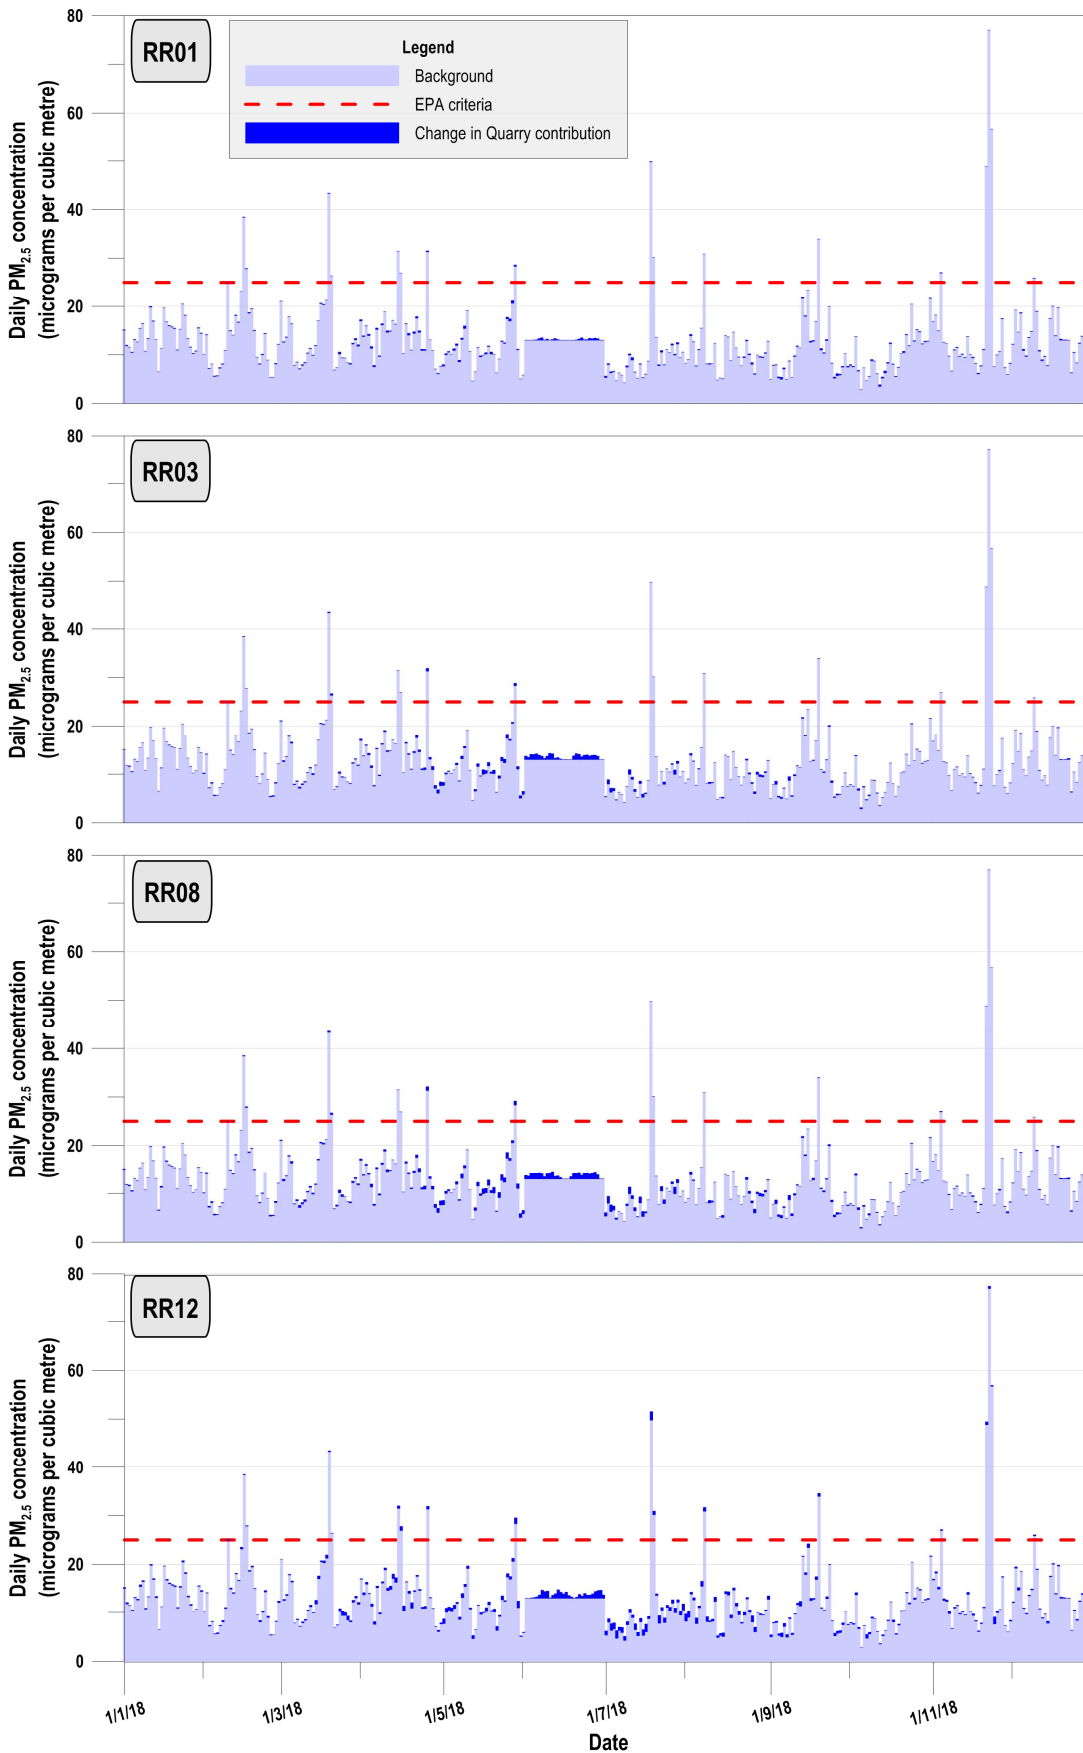 80
RR01
Legend
Background
EPA criteria
Change in Quarry contribution
60
40
20
0
Daily PM2.5 concentration
(micrograms per cubic metre)
80
RR03
60
40
20
0
Daily PM2.5 concentration
(micrograms per cubic metre)
80
RR08
60
40
20
0
Daily PM2.5 concentration
(micrograms per cubic metre)
80
RR12
60
40
20
0
Daily PM2.5 concentration
(micrograms per cubic metre)
1/1/18
1/3/18
1/5/18
1/7/18
1/9/18
1/11/18
Date